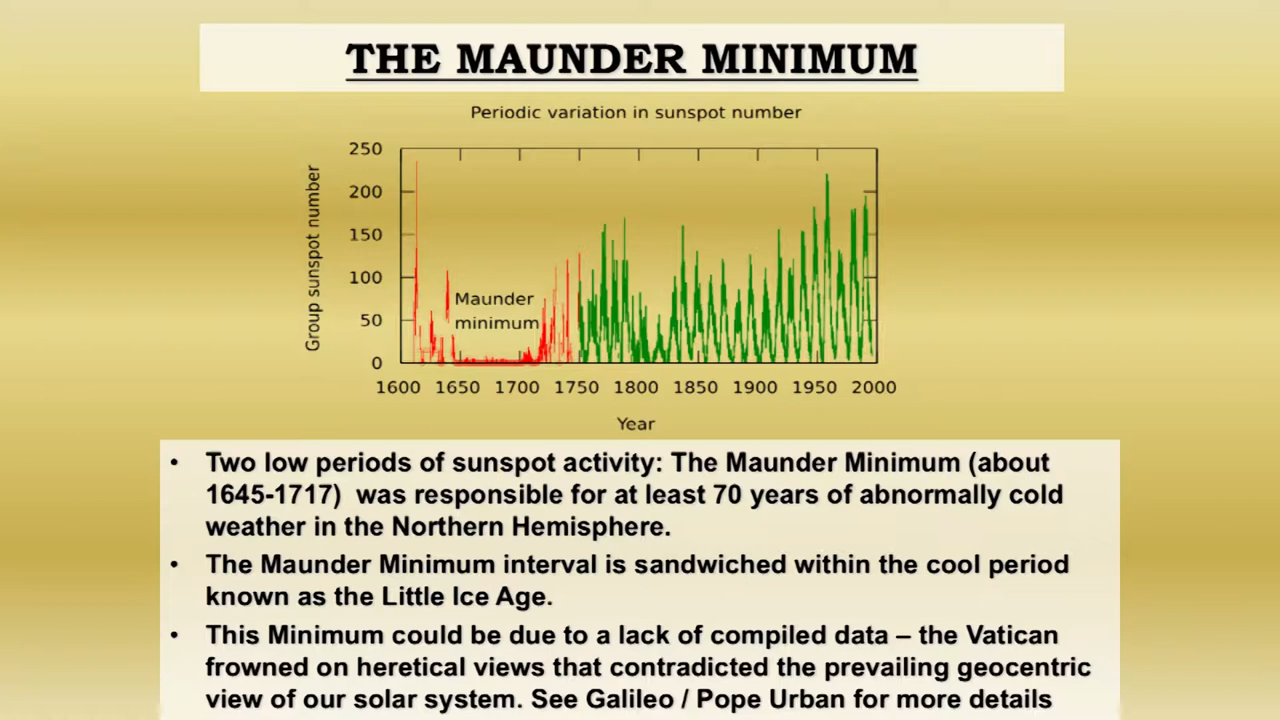 THE MAUNDER MINIMUM
Periodic variation in sunspot number
Group sunspot number
250
200
150
100
50
0
Maunder
minimum
1600 1650 1700 1750 1800 1850 1900 1950 2000
Year
• Two low periods of sunspot activity: The Maunder Minimum (about
1645-1717) was responsible for at least 70 years of abnormally cold
weather in the Northern Hemisphere.
• The Maunder Minimum interval is sandwiched within the cool period
known as the Little Ice Age.
• This Minimum could be due to a lack of compiled data – the Vatican
frowned on heretical views that contradicted the prevailing geocentric
view of our solar system. See Galileo / Pope Urban for more details